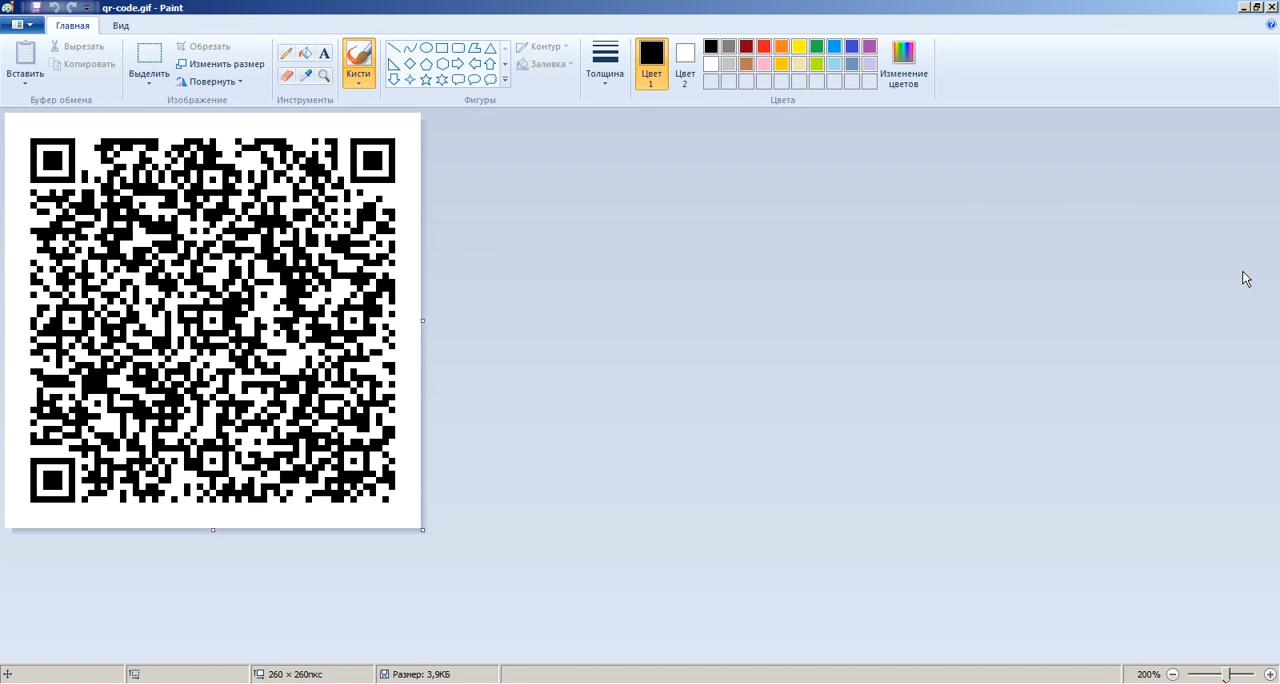 qr-code.gif - Paint
Главная Вид
Вставить
Вырезать
Копировать
Буфер обмена
Выделить
Обрезать
Изменить размер
Повернуть
Изображение
A
Инструменты
Кисти
Контур
Заливка
Фигуры
Толщина
Цвет 1
Цвет 2
Изменение цветов
Цвета
260 × 260пкс
Размер: 3,9КБ
200%